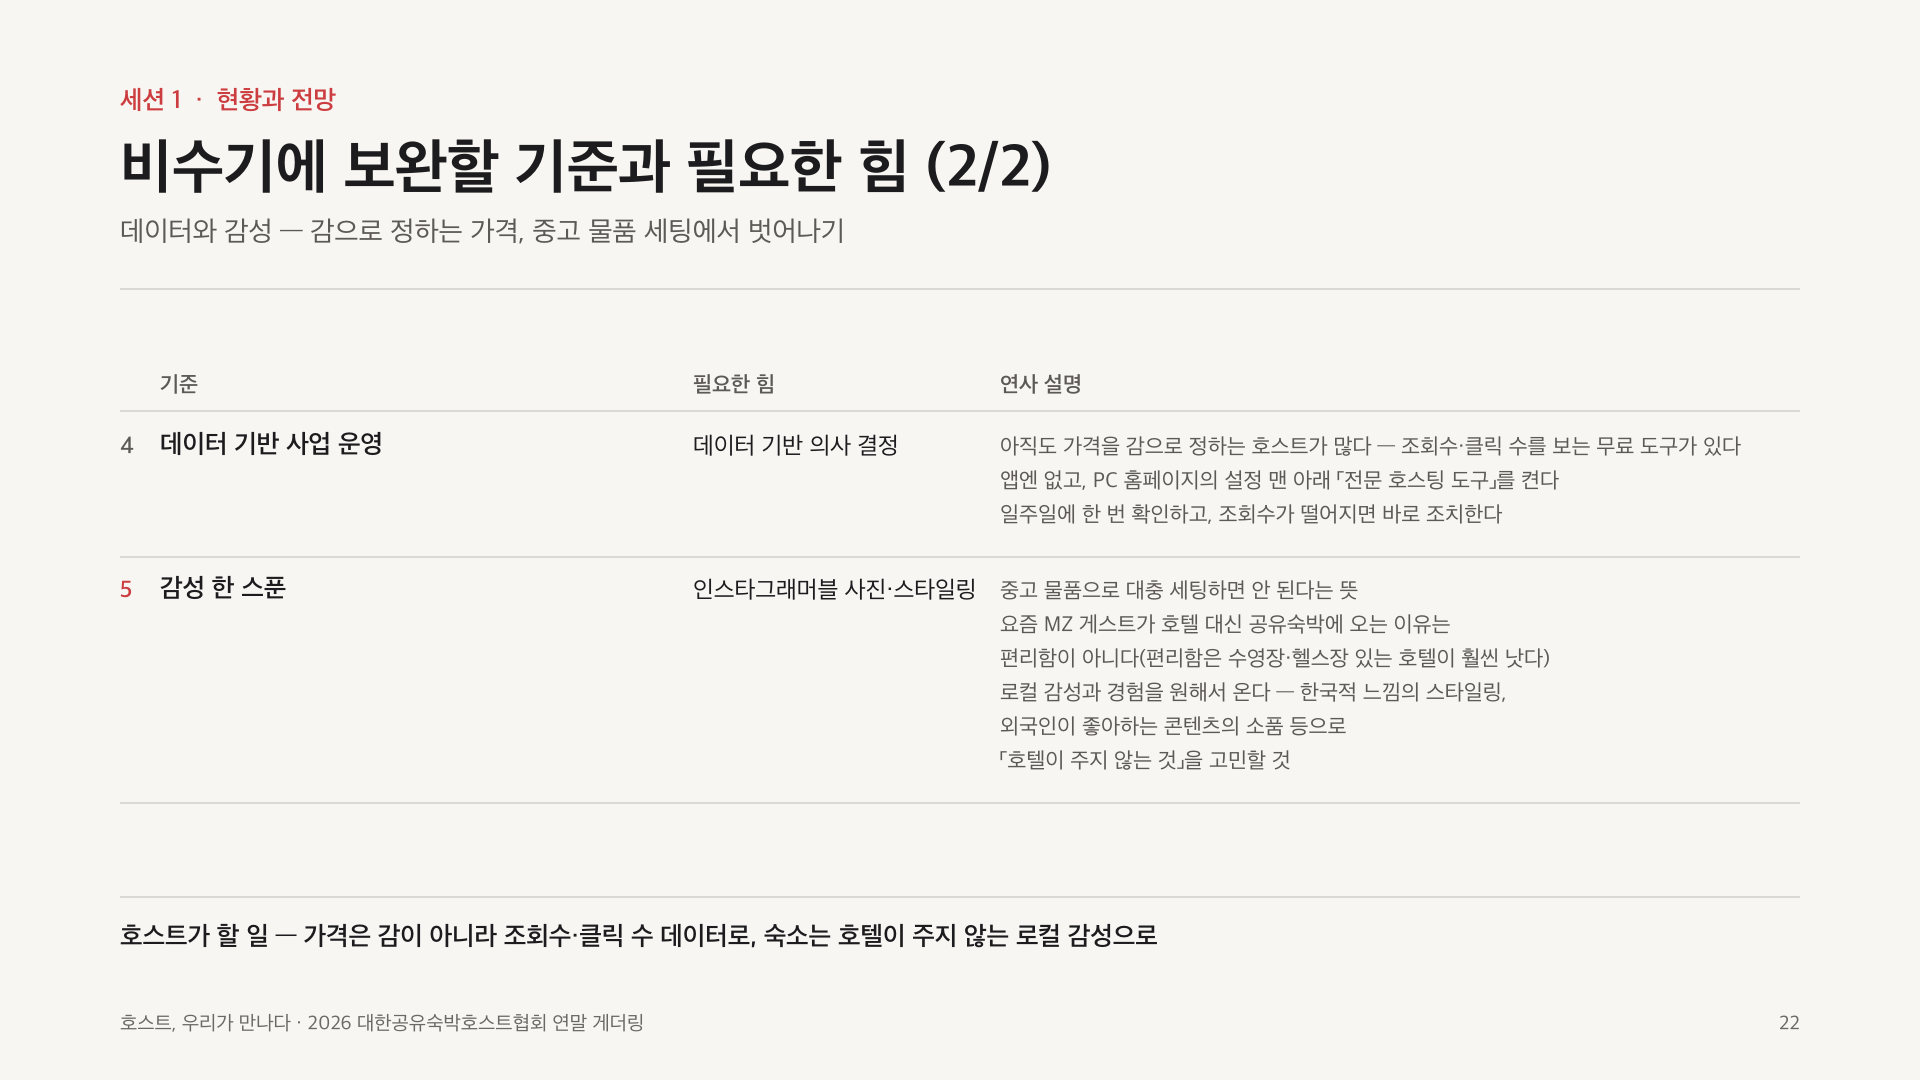 세션 1 · 현황과 전망
비수기에 보완할 기준과 필요한 힘 (2/2)
데이터와 감성 — 감으로 정하는 가격, 중고 물품 세팅에서 벗어나기
기준 필요한 힘 연사 설명
4 데이터 기반 사업 운영 데이터 기반 의사 결정 아직도 가격을 감으로 정하는 호스트가 많다 — 조회수·클릭 수를 보는 무료 도구가 있다
앱엔 없고, PC 홈페이지의 설정 맨 아래 「전문 호스팅 도구」를 켠다
일주일에 한 번 확인하고, 조회수가 떨어지면 바로 조치한다
5 감성 한 스푼 인스타그래머블 사진·스타일링 중고 물품으로 대충 세팅하면 안 된다는 뜻
요즘 MZ 게스트가 호텔 대신 공유숙박에 오는 이유는
편리함이 아니다(편리함은 수영장·헬스장 있는 호텔이 훨씬 낫다)
로컬 감성과 경험을 원해서 온다 — 한국적 느낌의 스타일링,
외국인이 좋아하는 콘텐츠의 소품 등으로
「호텔이 주지 않는 것」을 고민할 것
호스트가 할 일 — 가격은 감이 아니라 조회수·클릭 수 데이터로, 숙소는 호텔이 주지 않는 로컬 감성으로
호스트, 우리가 만나다 · 2026 대한공유숙박호스트협회 연말 게더링
22